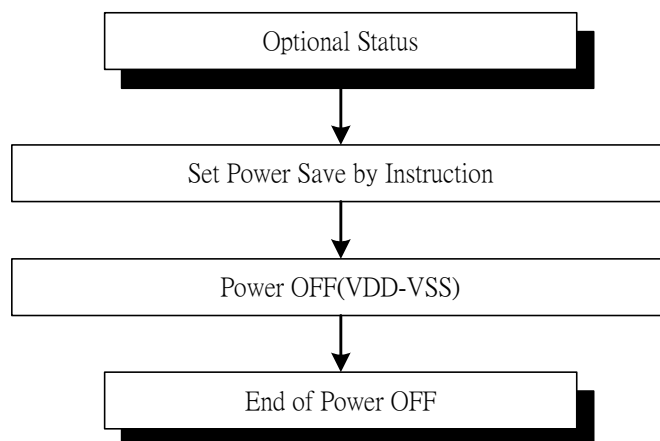 Optional Status
Set Power Save by Instruction
Power OFF(VDD-VSS)
End of Power OFF